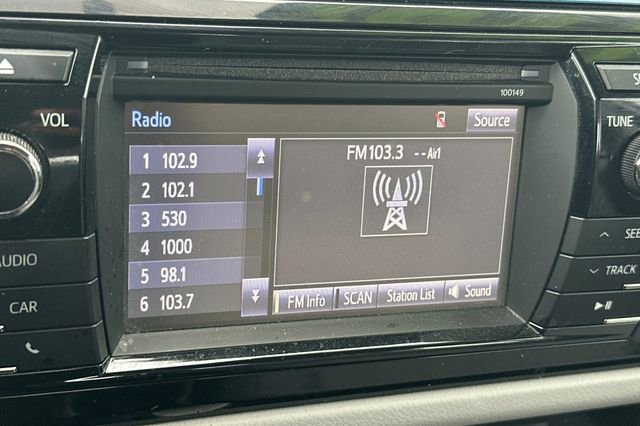 100149
VOL
TUNE
Radio
Source
1 102.9
2 102.1
3 530
4 1000
5 98.1
6 103.7
FM103.3 --Air1
FM Info
SCAN
Station List
Sound
AUDIO
CAR
TRACK